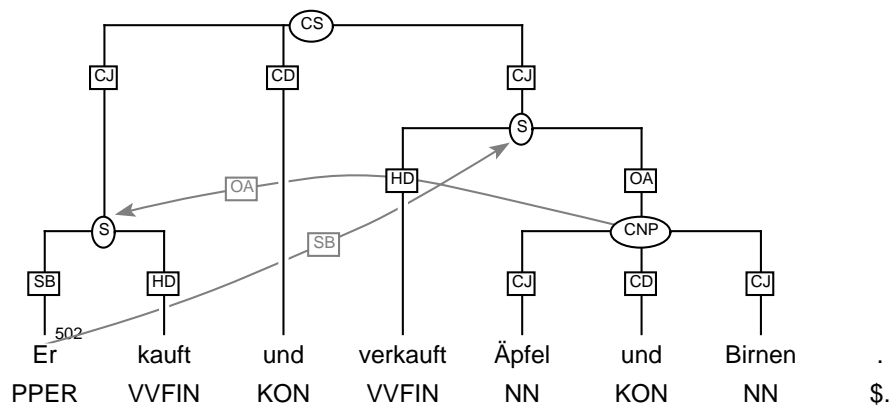 CS
CJ CD CJ
S
HD OA
OA
S CNP
SB
SB HD CJ CD CJ
502
Er kauft und verkauft Äpfel und Birnen .
PPER VVFIN KON VVFIN NN KON NN $.